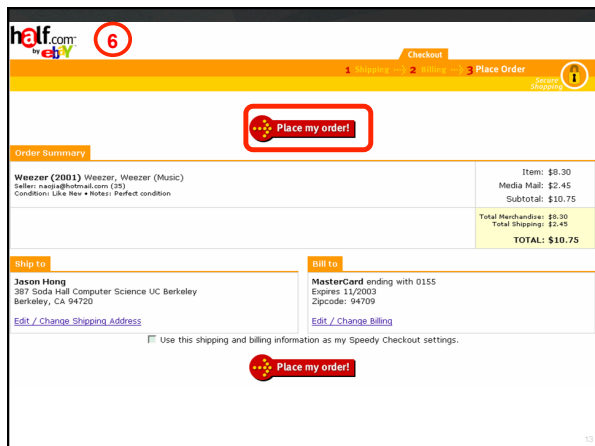 half.com
by ebY
6
Checkout
1 Shipping 2 Billing 3 Place Order
Secure
Shopping
Place my order!
Order Summary
Weezer (2001) Weezer, Weezer (Music)
Seller: naojia@hotmail.com (35)
Condition: Like New • Notes: Perfect condition
Item: $8.30
Media Mail: $2.45
Subtotal: $10.75
Total Merchandise: $8.30
Total Shipping: $2.45
TOTAL: $10.75
Ship to
Jason Hong
387 Soda Hall Computer Science UC Berkeley
Berkeley, CA 94720
Edit / Change Shipping Address
Bill to
MasterCard ending with 0155
Expires 11/2003
Zipcode: 94709
Edit / Change Billing
Use this shipping and billing information as my Speedy Checkout settings.
Place my order!
13